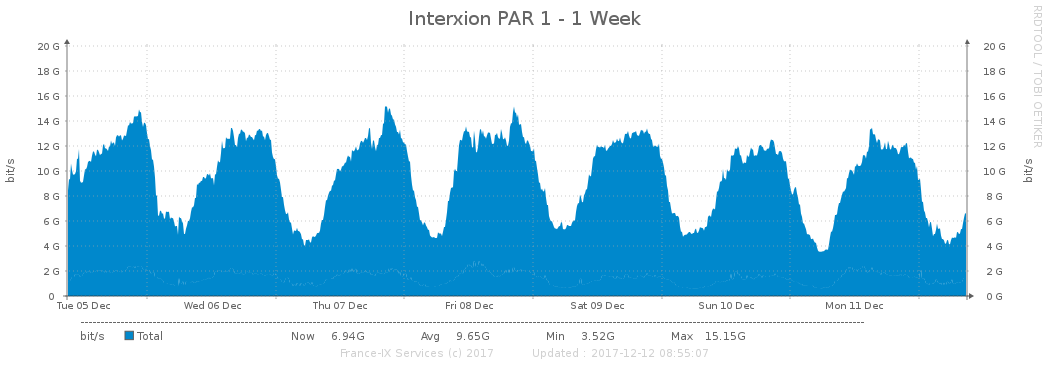 Interxion PAR 1 - 1 Week
RRDTOOL / TOBI OETIKER
bit/s
bit/s
20 G 20 G
18 G 18 G
16 G 16 G
14 G 14 G
12 G 12 G
10 G 10 G
8 G 8 G
6 G 6 G
4 G 4 G
2 G 2 G
0 0 G
Tue 05 Dec Wed 06 Dec Thu 07 Dec Fri 08 Dec Sat 09 Dec Sun 10 Dec Mon 11 Dec
bit/s Total Now 6.94G Avg 9.65G Min 3.52G Max 15.15G
France-IX Services (c) 2017 Updated : 2017-12-12 08:55:07